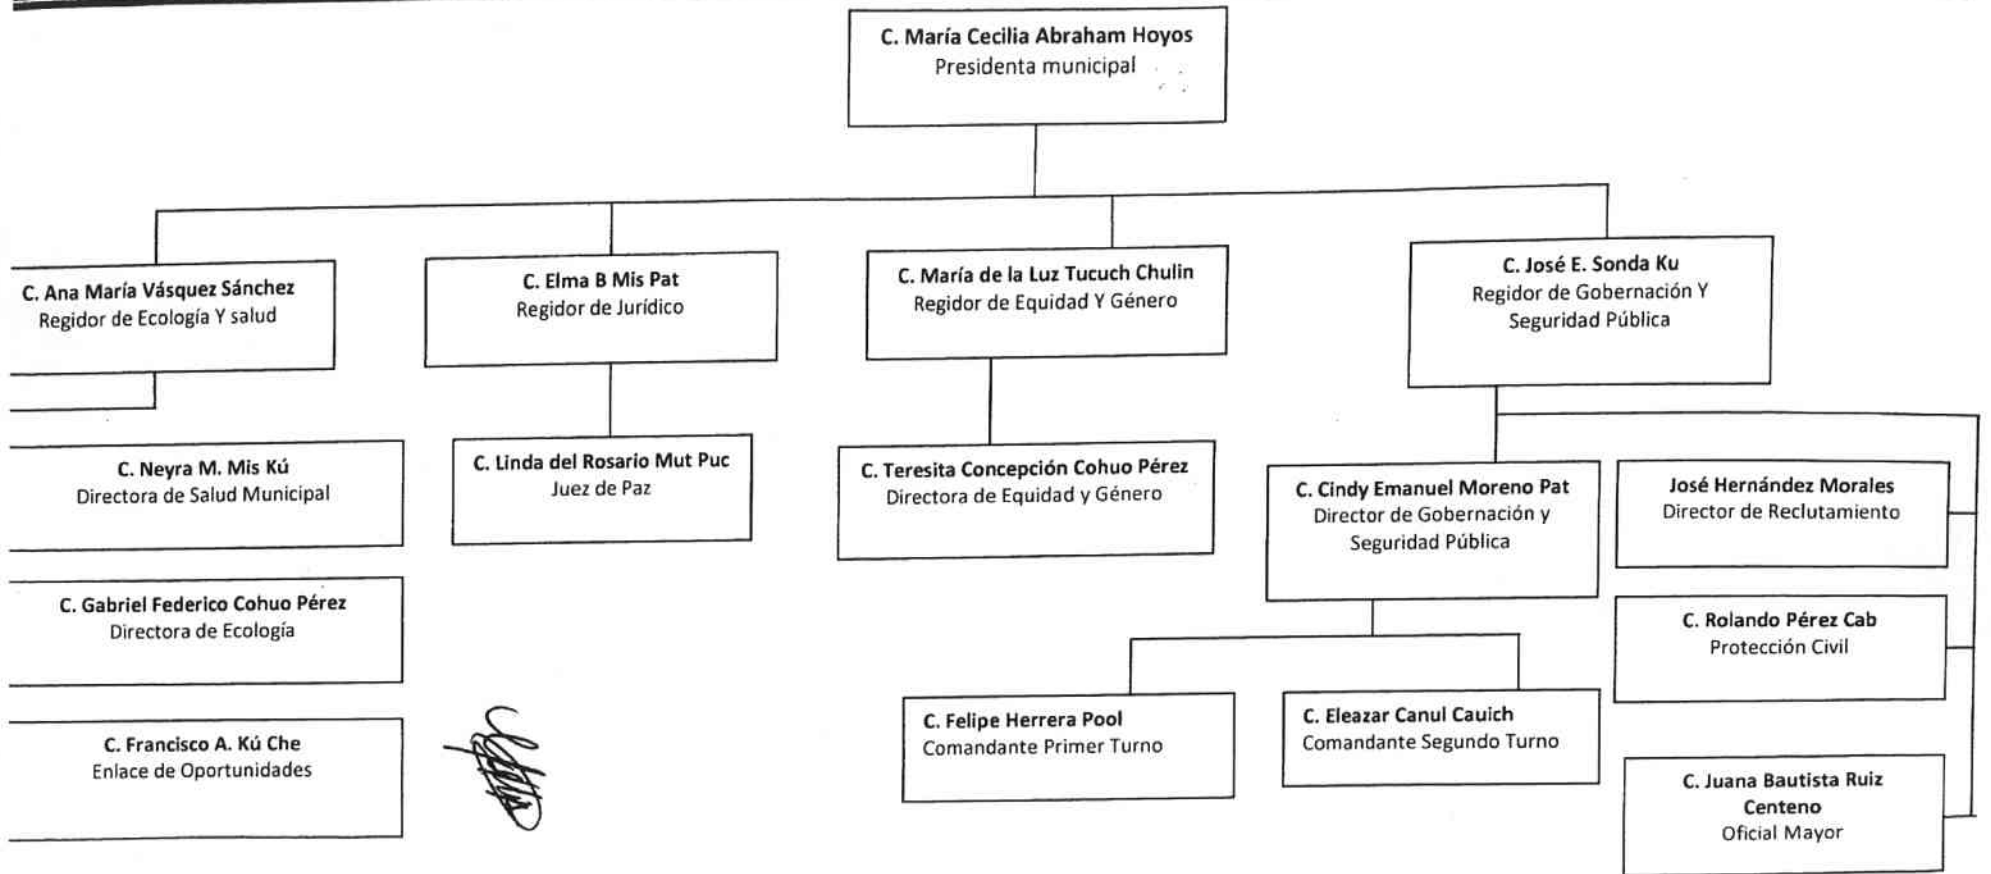 C. María Cecilia Abraham Hoyos
Presidenta municipal
C. Ana María Vásquez Sánchez
Regidor de Ecología Y salud
C. Elma B Mis Pat
Regidor de Jurídico
C. María de la Luz Tucuch Chulin
Regidor de Equidad Y Género
C. José E. Sonda Ku
Regidor de Gobernación Y
Seguridad Pública
C. Neyra M. Mis Kú
Directora de Salud Municipal
C. Linda del Rosario Mut Puc
Juez de Paz
C. Teresita Concepción Cohuo Pérez
Directora de Equidad y Género
C. Cindy Emanuel Moreno Pat
Director de Gobernación y
Seguridad Pública
José Hernández Morales
Director de Reclutamiento
C. Gabriel Federico Cohuo Pérez
Directora de Ecología
C. Rolando Pérez Cab
Protección Civil
C. Francisco A. Kú Che
Enlace de Oportunidades
C. Felipe Herrera Pool
Comandante Primer Turno
C. Eleazar Canul Cauich
Comandante Segundo Turno
C. Juana Bautista Ruiz
Centeno
Oficial Mayor